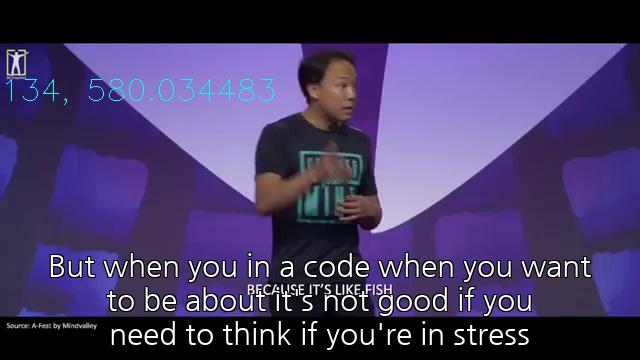 134, 580.034483
But when you in a code when you want
BECAUSE IT'S LIKE FISH
to be about it's not good if you
Source: A-Fest by Mindvalley
need to think if you're in stress